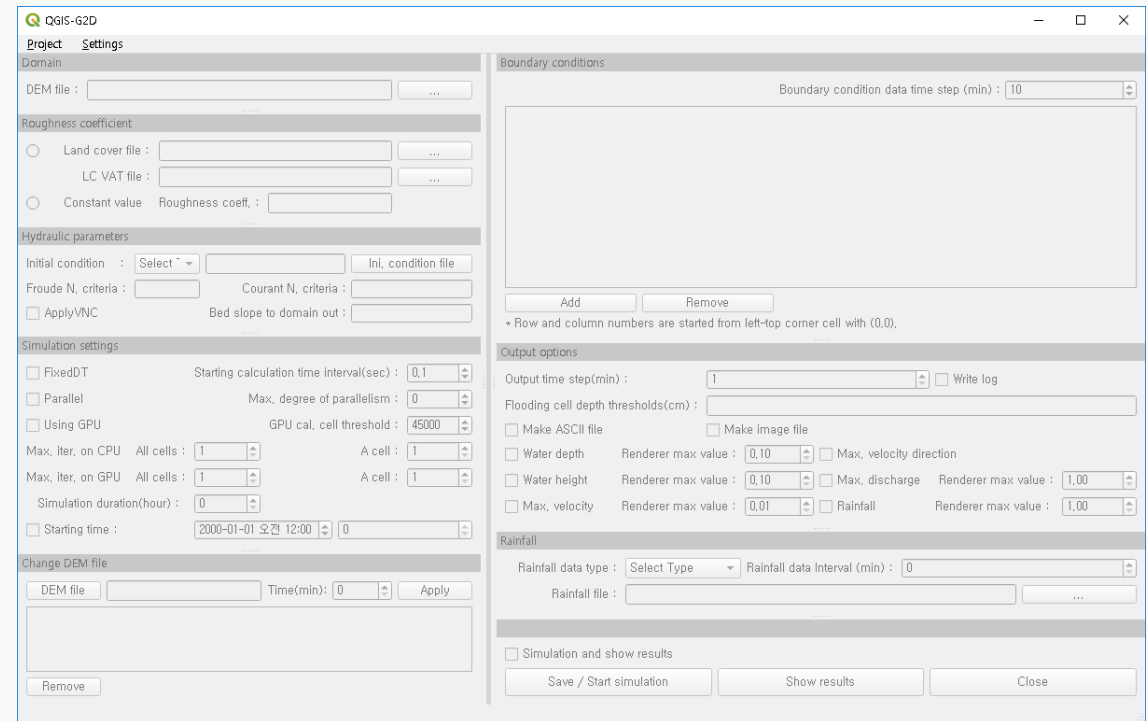 QGIS-G2D
Project Settings
Domain
DEM file : ...
Roughness coefficient
Land cover file : ...
LC VAT file : ...
Constant value Roughness coeff. :
Hydraulic parameters
Initial condition : Select Ini. condition file
Froude N. criteria : Courant N. criteria :
ApplyVNC Bed slope to domain out :
Simulation settings
FixedDT Starting calculation time interval(sec) : 0.1
Parallel Max. degree of parallelism : 0
Using GPU GPU cal. cell threshold : 45000
Max. iter. on CPU All cells : 1 A cell : 1
Max. iter. on GPU All cells : 1 A cell : 1
Simulation duration(hour) : 0
Starting time : 2000-01-01 오전 12:00 0
Change DEM file
DEM file Time(min): 0 Apply
Remove
Boundary conditions
Boundary condition data time step (min) : 10
Add Remove
* Row and column numbers are started from left-top corner cell with (0,0).
Output options
Output time step(min) : 1 Write log
Flooding cell depth thresholds(cm) :
Make ASCII file Make image file
Water depth Renderer max value : 0.10 Max. velocity direction
Water height Renderer max value : 0.10 Max. discharge Renderer max value : 1.00
Max. velocity Renderer max value : 0.01 Rainfall Renderer max value : 1.00
Rainfall
Rainfall data type : Select Type Rainfall data Interval (min) : 0
Rainfall file : ...
Simulation and show results
Save / Start simulation Show results Close